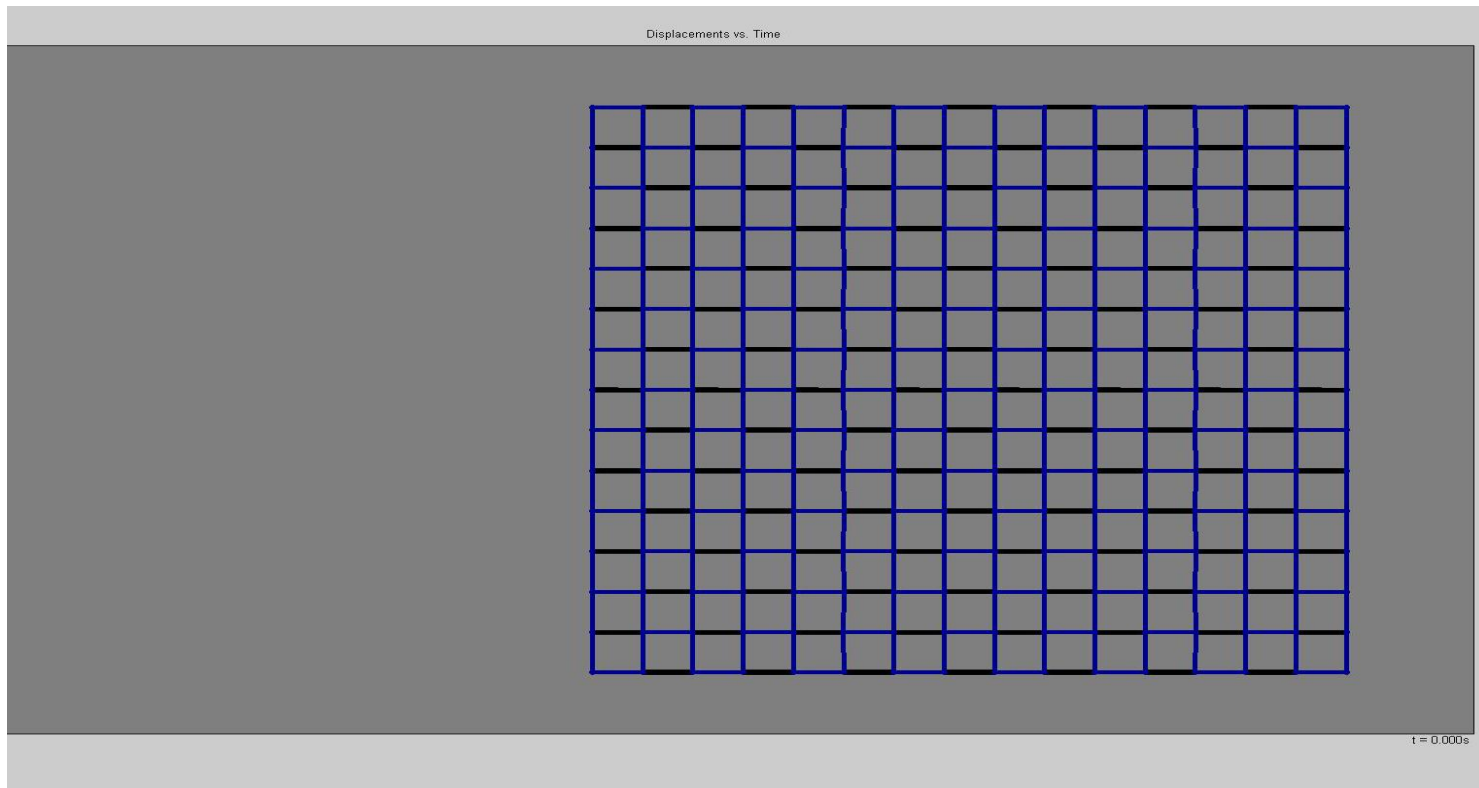 Displacements vs. Time
t = 0.000s